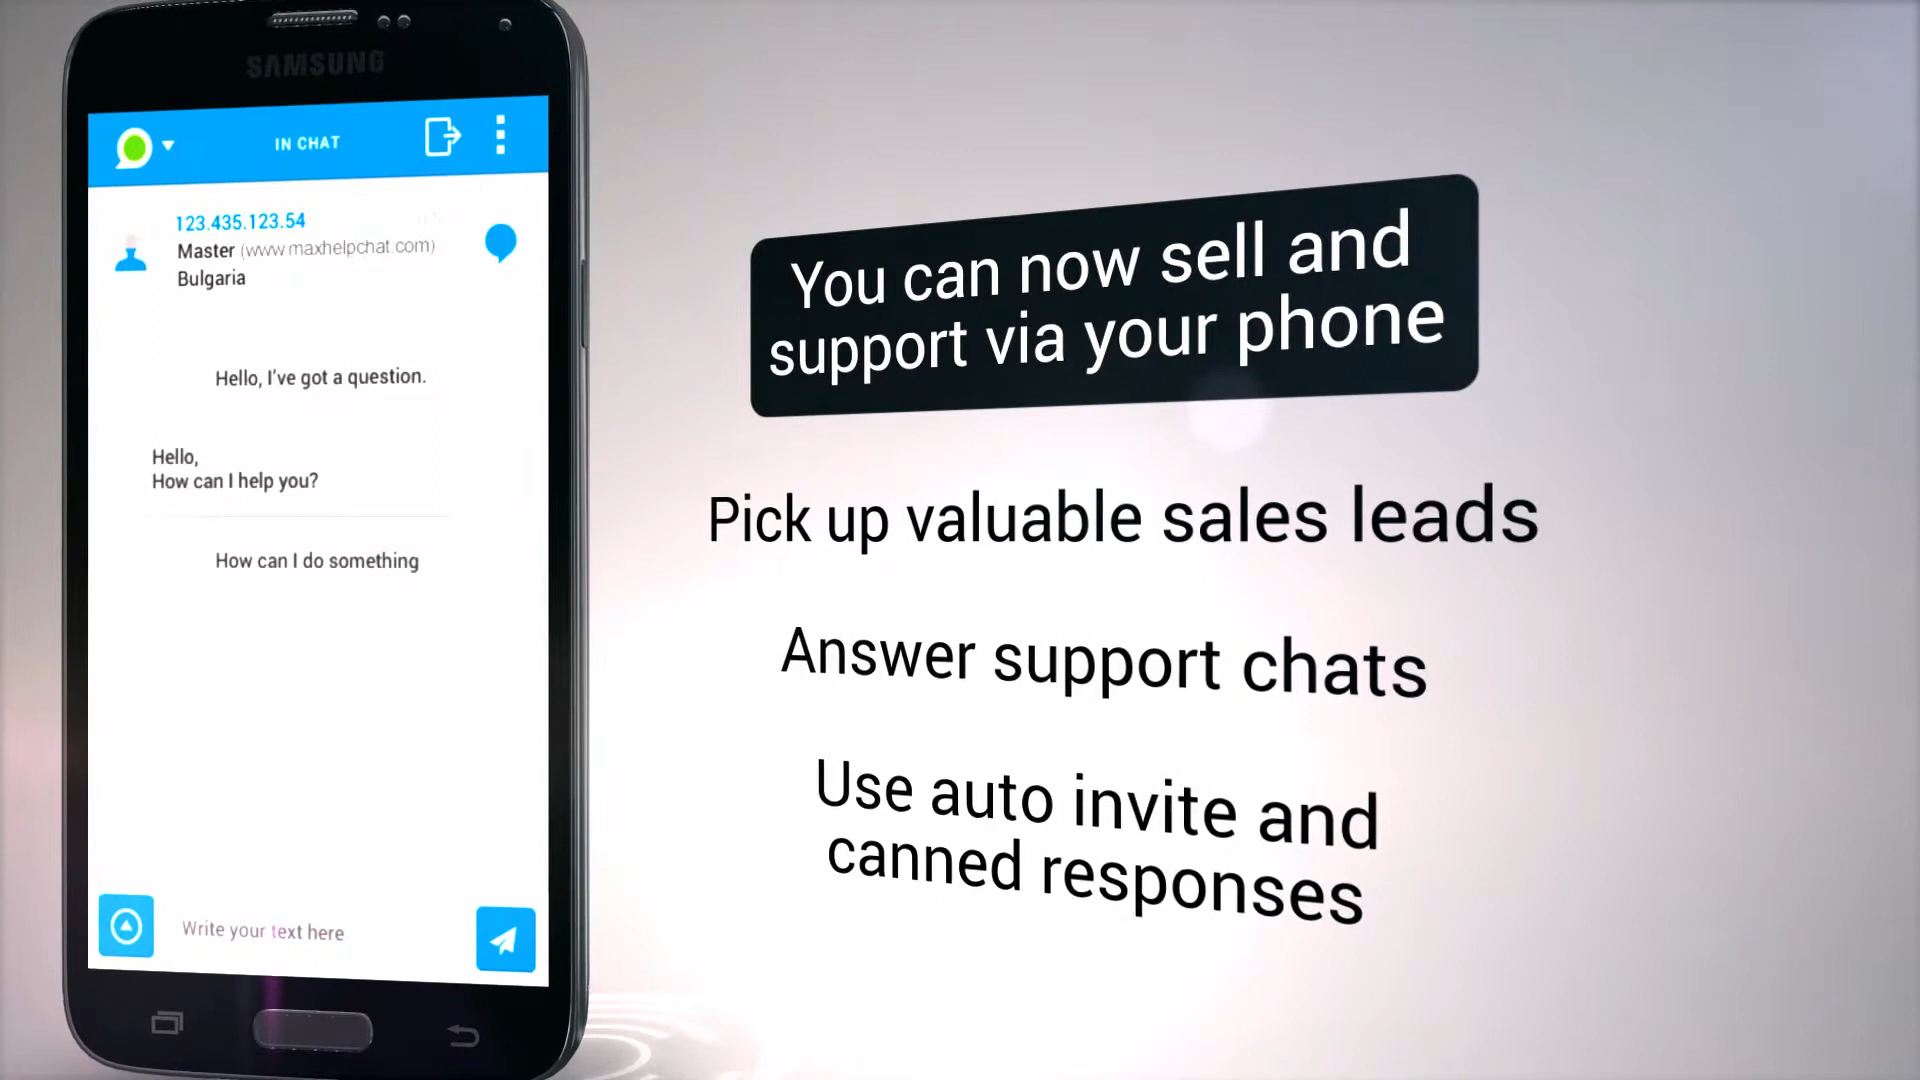 SAMSUNG
IN CHAT
123.435.123.54
Master (www.maxhelpchat.com)
Bulgaria
Hello, I've got a question.
Hello,
How can I help you?
How can I do something
Write your text here
You can now sell and
support via your phone
Pick up valuable sales leads
Answer support chats
Use auto invite and
canned responses